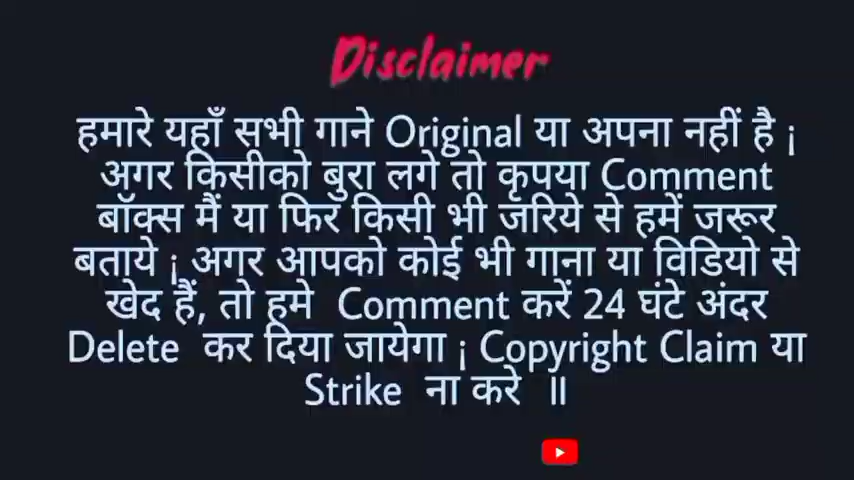 Disclaimer
हमारे यहाँ सभी गाने Original या अपना नहीं है ¡
अगर किसीको बुरा लगे तो कृपया Comment
बॉक्स मैं या फिर किसी भी जरिये से हमें जरूर
बताये ¡ अगर आपको कोई भी गाना या विडियो से
खेद हैं, तो हमे Comment करें 24 घंटे अंदर
Delete कर दिया जायेगा ¡ Copyright Claim या
Strike ना करे ॥